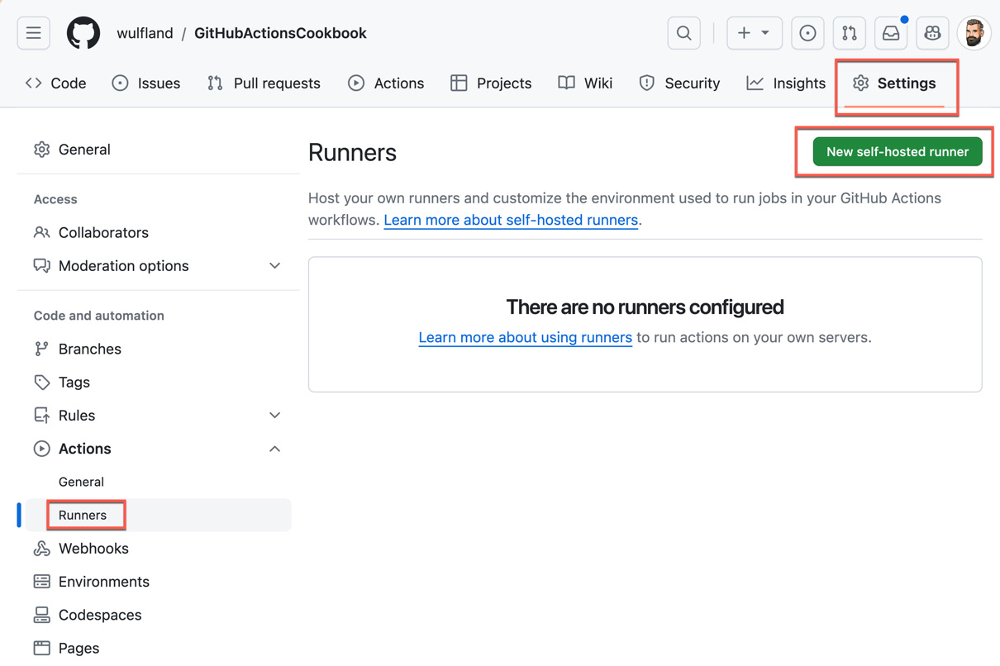 wulfland / GitHubActionsCookbook
Code Issues Pull requests Actions Projects Wiki Security Insights Settings
General
Access
Collaborators
Moderation options
Code and automation
Branches
Tags
Rules
Actions
General
Runners
Webhooks
Environments
Codespaces
Pages
Runners
New self-hosted runner
Host your own runners and customize the environment used to run jobs in your GitHub Actions
workflows. Learn more about self-hosted runners.
There are no runners configured
Learn more about using runners to run actions on your own servers.